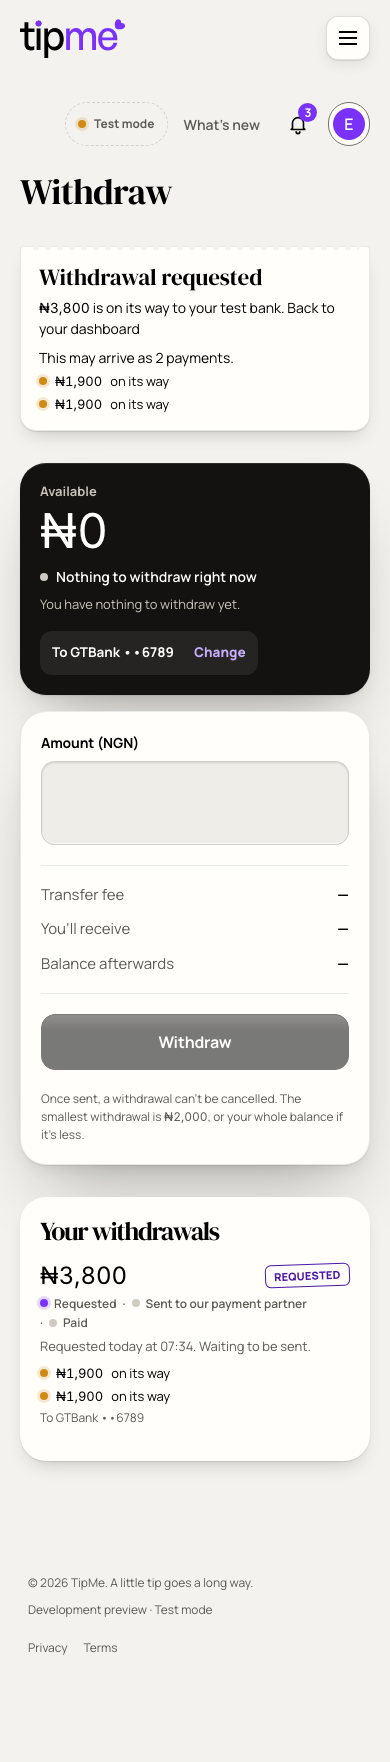 tipme
Test mode
What's new
3
E
Withdraw
Withdrawal requested
₦3,800 is on its way to your test bank. Back to
your dashboard
This may arrive as 2 payments.
₦1,900 on its way
₦1,900 on its way
Available
₦0
Nothing to withdraw right now
You have nothing to withdraw yet.
To GTBank ••6789 Change
Amount (NGN)
Transfer fee –
You'll receive –
Balance afterwards –
Withdraw
Once sent, a withdrawal can't be cancelled. The
smallest withdrawal is ₦2,000, or your whole balance if
it's less.
Your withdrawals
₦3,800 REQUESTED
Requested · Sent to our payment partner
· Paid
Requested today at 07:34. Waiting to be sent.
₦1,900 on its way
₦1,900 on its way
To GTBank ••6789
© 2026 TipMe. A little tip goes a long way.
Development preview · Test mode
Privacy Terms